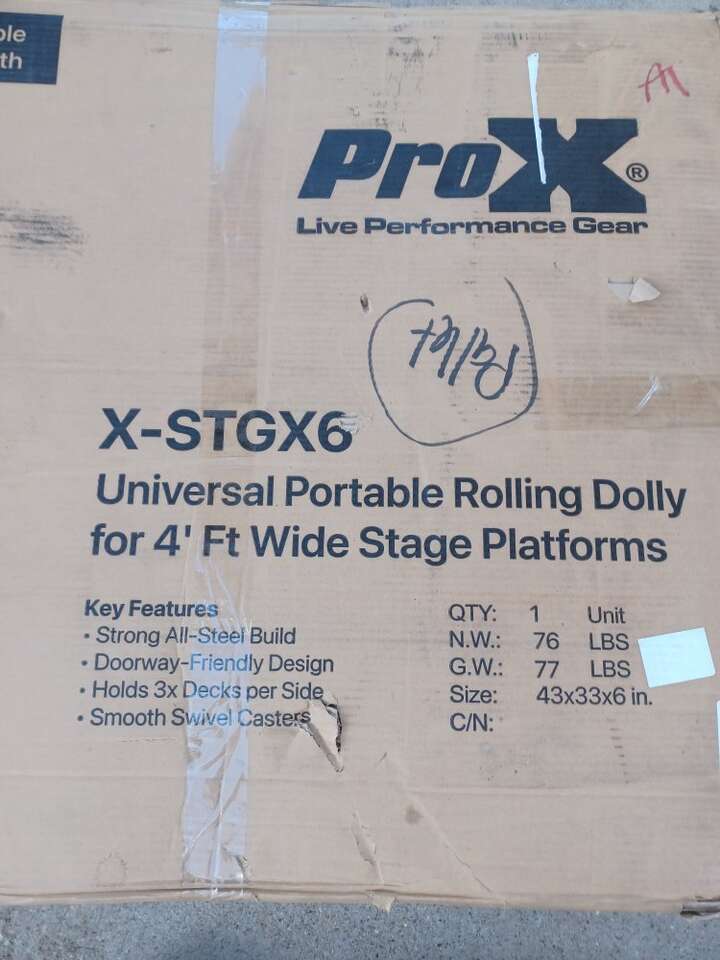 ProX®
Live Performance Gear
Pallet
X-STGX6
Universal Portable Rolling Dolly
for 4' Ft Wide Stage Platforms
Key Features
• Strong All-Steel Build
• Doorway-Friendly Design
• Holds 3x Decks per Side
• Smooth Swivel Casters
QTY: 1 Unit
N.W.: 76 LBS
G.W.: 77 LBS
Size: 43x33x6 in.
C/N: